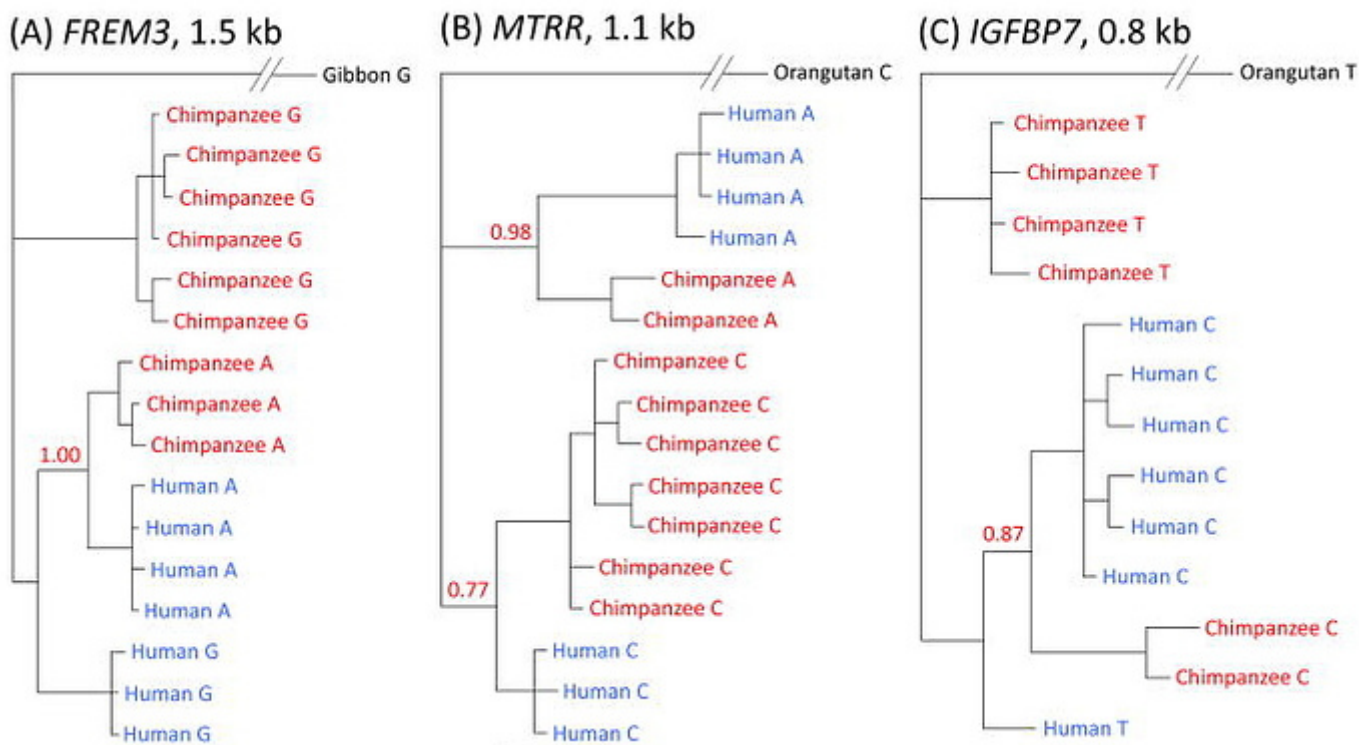 (A) FREM3, 1.5 kb
Gibbon G
Chimpanzee G
Chimpanzee G
Chimpanzee G
Chimpanzee G
Chimpanzee G
Chimpanzee G
Chimpanzee A
Chimpanzee A
Chimpanzee A
1.00
Human A
Human A
Human A
Human A
Human G
Human G
Human G
(B) MTRR, 1.1 kb
Orangutan C
Human A
Human A
Human A
Human A
0.98
Chimpanzee A
Chimpanzee A
Chimpanzee C
Chimpanzee C
Chimpanzee C
Chimpanzee C
Chimpanzee C
Chimpanzee C
Chimpanzee C
0.77
Human C
Human C
Human C
(C) IGFBP7, 0.8 kb
Orangutan T
Chimpanzee T
Chimpanzee T
Chimpanzee T
Chimpanzee T
Human C
Human C
Human C
Human C
Human C
Human C
0.87
Chimpanzee C
Chimpanzee C
Human T